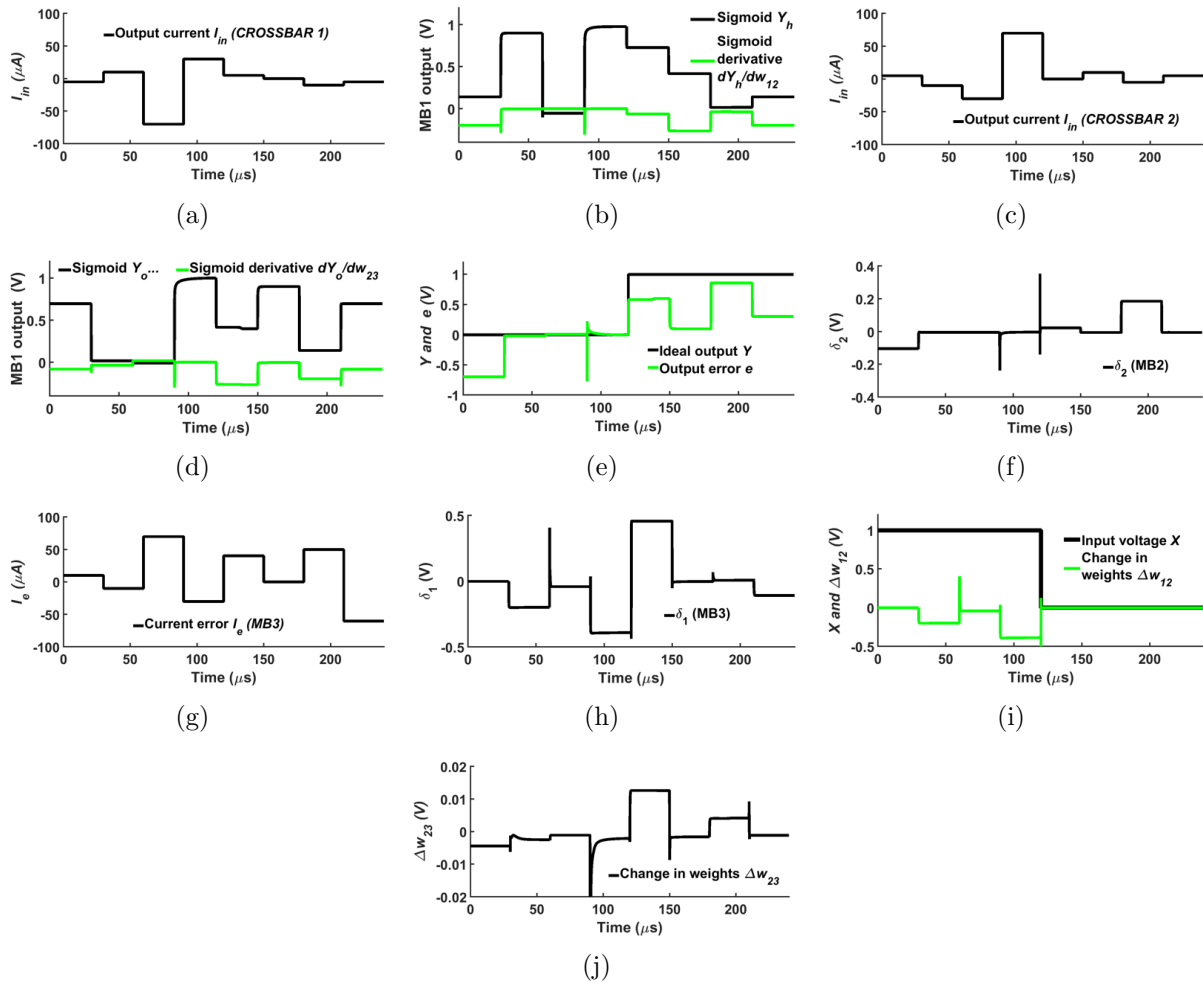 I_in (μA)
100
50
0
-50
-100
Output current I_in (CROSSBAR 1)
0 50 100 150 200
Time (μs)
(a)
MB1 output (V)
1
0.5
0
Sigmoid Y_h
Sigmoid
derivative
dY_h/dw_12
0 50 100 150 200
Time (μs)
(b)
I_in (μA)
100
50
0
-50
-100
Output current I_in (CROSSBAR 2)
0 50 100 150 200
Time (μs)
(c)
MB1 output (V)
1
0.5
0
Sigmoid Y_o...
Sigmoid derivative dY_o/dw_23
0 50 100 150 200
Time (μs)
(d)
Y and e (V)
1
0.5
0
-0.5
-1
Ideal output Y
Output error e
0 50 100 150 200
Time (μs)
(e)
δ_2 (V)
0.4
0.2
0
-0.2
-0.4
δ_2 (MB2)
0 50 100 150 200
Time (μs)
(f)
I_e (μA)
100
50
0
-50
-100
Current error I_e (MB3)
0 50 100 150 200
Time (μs)
(g)
δ_1 (V)
0.5
0
-0.5
δ_1 (MB3)
0 50 100 150 200
Time (μs)
(h)
X and Δw_12 (V)
1
0.5
0
-0.5
Input voltage X
Change in
weights Δw_12
0 50 100 150 200
Time (μs)
(i)
Δw_23 (V)
0.02
0.01
0
-0.01
-0.02
Change in weights Δw_23
0 50 100 150 200
Time (μs)
(j)